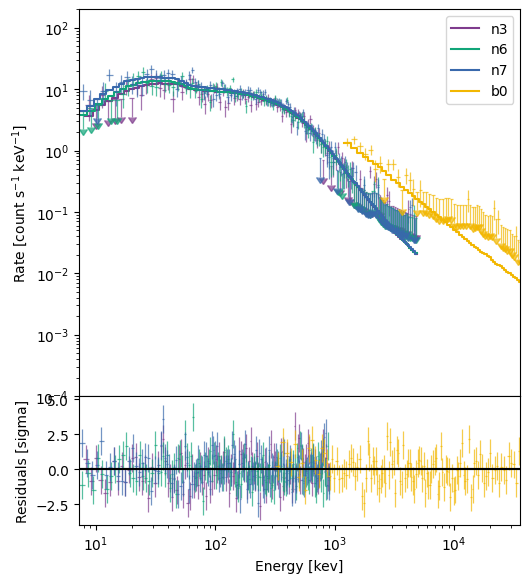 n3
n6
n7
b0
10²
10¹
10⁰
10⁻¹
10⁻²
10⁻³
10⁻⁴
Rate [count s⁻¹ keV⁻¹]
5.0
2.5
0.0
−2.5
Residuals [sigma]
10¹ 10² 10³ 10⁴
Energy [kev]